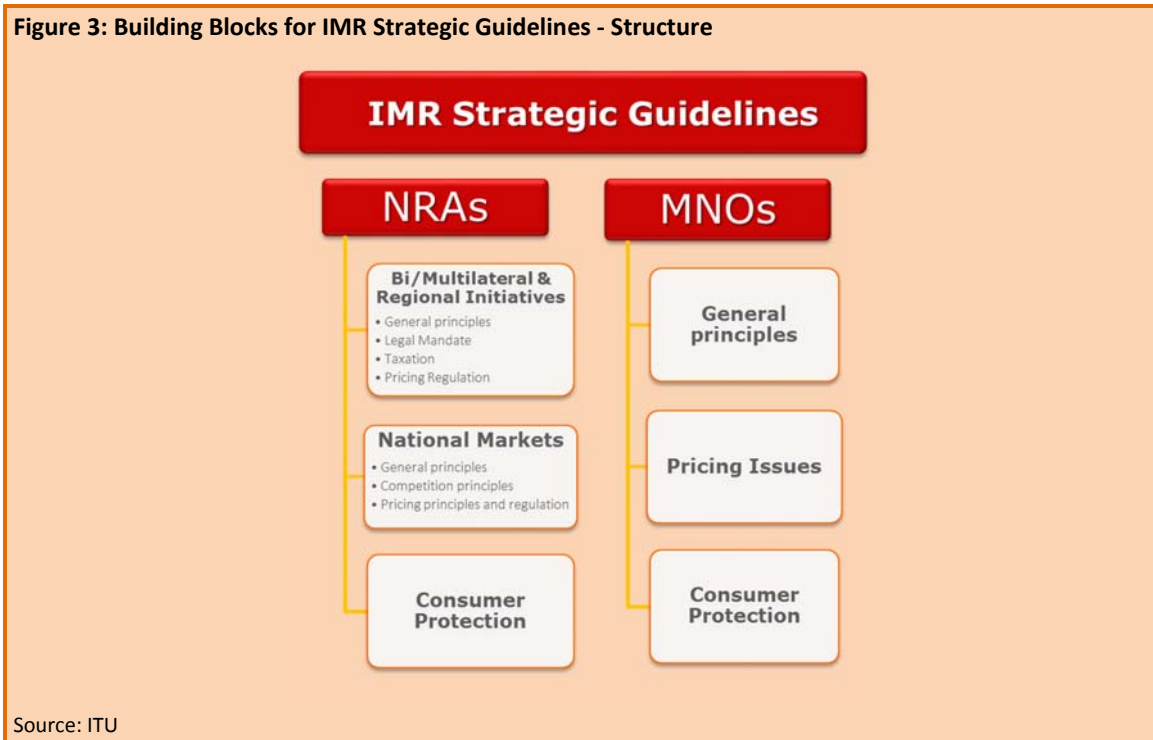 Figure 3: Building Blocks for IMR Strategic Guidelines - Structure
IMR Strategic Guidelines
NRAs
Bi/Multilateral &
Regional Initiatives
• General principles
• Legal Mandate
• Taxation
• Pricing Regulation
National Markets
• General principles
• Competition principles
• Pricing principles and regulation
Consumer
Protection
MNOs
General
principles
Pricing Issues
Consumer
Protection
Source: ITU